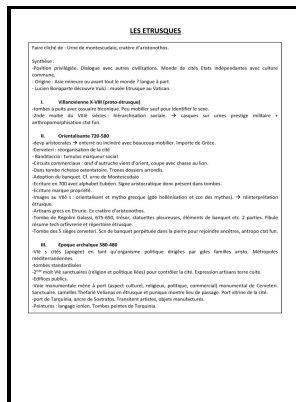 LES ETRUSQUES
Faire cliché de : Urne de montescudaio, cratère d'aristonothos.
Synthèse :
-Position privilégiée. Dialogue avec autres civilisations. Monde de cités Etats indépendantes avec culture
commune.
- Origine : Asie mineure ou avant tout le monde ? langue à part.
- Lucien Bonaparte découvre Vulci : musée Etrusque au Vatican.
I. Villanovienne X-VIII (proto-étrusque)
-tombes à puits avec ossuaire biconique. Peu mobilier sauf pour identifier le sexe.
-2nde moitié du VIIIè siècles : hiérarchisation sociale. → casques sur urnes prestige militaire +
anthropomorphisation ctat fun.
II. Orientalisante 720-580
-devp aristocrates → enterré ou incinéré avec beaucoup mobilier. Importe de Grèce.
-Cerveteri : réorganisation de la cité
- Banditaccia : tumulus marqueur social
-Circuits commerciaux : œuf d'autruche vient d'orient, coupe avec chasse au lion.
-Dans tombe richesse ostentatoire. Trones dossiers arrondis.
-Adoption du banquet. Cf. urne de Montescudaio
-Ecriture en 700 avec alphabet Eubéen. Signe aristocratique donc présent dans tombes.
-Ecriture marque propriété.
-Images au VIIè s : orientalisant et mytho grecque (gde hellénisation et cco des mythes). → réinterprétation
étrusque.
-Artisans grecs en Etrurie. Ex cratère d'aristonothos.
-Tombe de Regolini Galassi, 675-650, trésor, statuettes pleureuses, éléments de banquet etc. 2 parties. Fibule
résume tech orfèvrerie et répertoire étrusque.
-Tombe des 5 sièges cerveteri. Scn de banquet perpétuée dans la pierre pour rejoindre ancêtres, antropo ctat fun.
III. Epoque archaïque 580-480
-VIè s cités (apogée) en tant qu'organisme politique dirigées par gdes familles aristo. Métropoles
méditerranéennes.
-tombes standardisées
-2nde moit VIè sanctuaires (religion et politique liées) pour contrôler la cité. Expression artisans terre cuite.
-Edifices publics.
-Voie monumentale mène à port (aspect culturel, religieux, politique, commercial) monumental de Cerveteri.
Sanctuaire. Lamelles Thefarié Velianas en étrusque et punique montre lieu de passage. Port vitrine de la cité.
-port de Tarquinia, ancre de Sostratos. Transitent artistes, objets manufacturés.
-Peintures : langage ionien. Tombes peintes de Tarquinia.